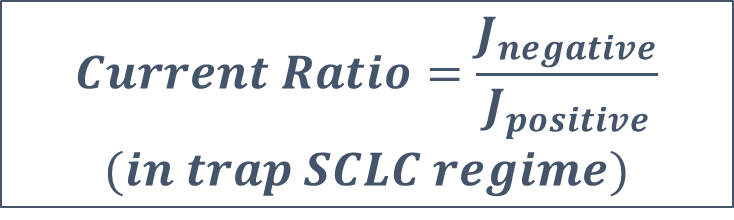 Current Ratio = J_negative / J_positive
(in trap SCLC regime)